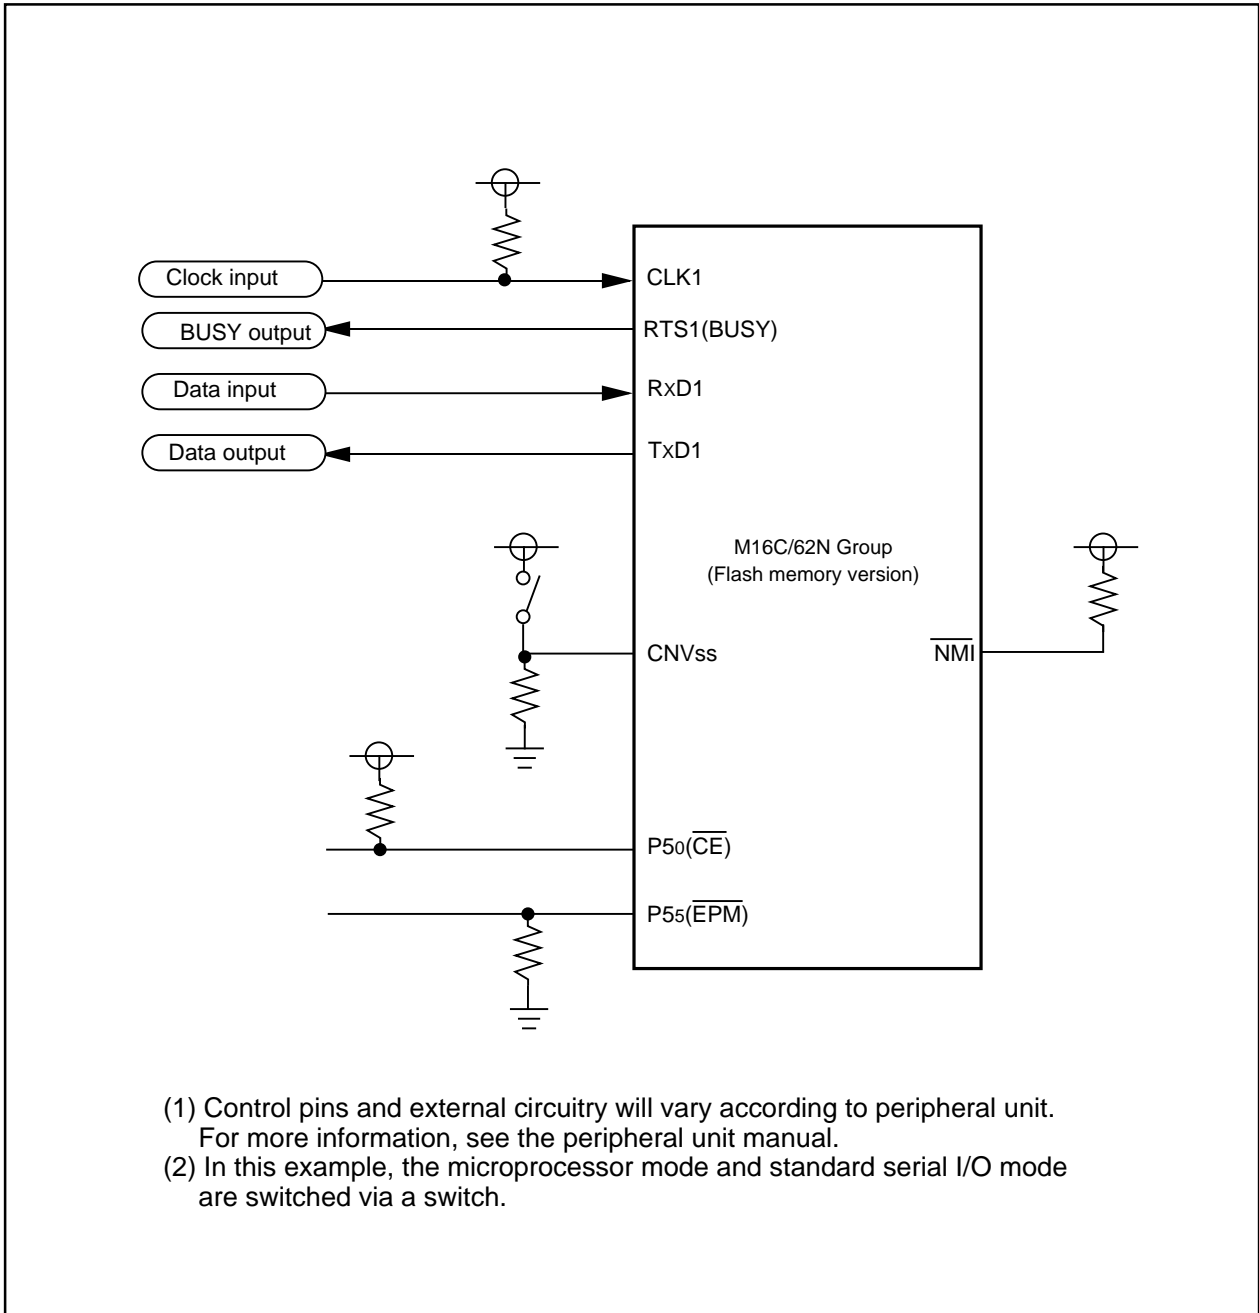 Clock input
CLK1
BUSY output
RTS1(BUSY)
Data input
RxD1
Data output
TxD1
M16C/62N Group
(Flash memory version)
CNVss
N̅M̅I̅
P50(C̅E̅)
P55(E̅P̅M̅)
(1) Control pins and external circuitry will vary according to peripheral unit.
For more information, see the peripheral unit manual.
(2) In this example, the microprocessor mode and standard serial I/O mode
are switched via a switch.